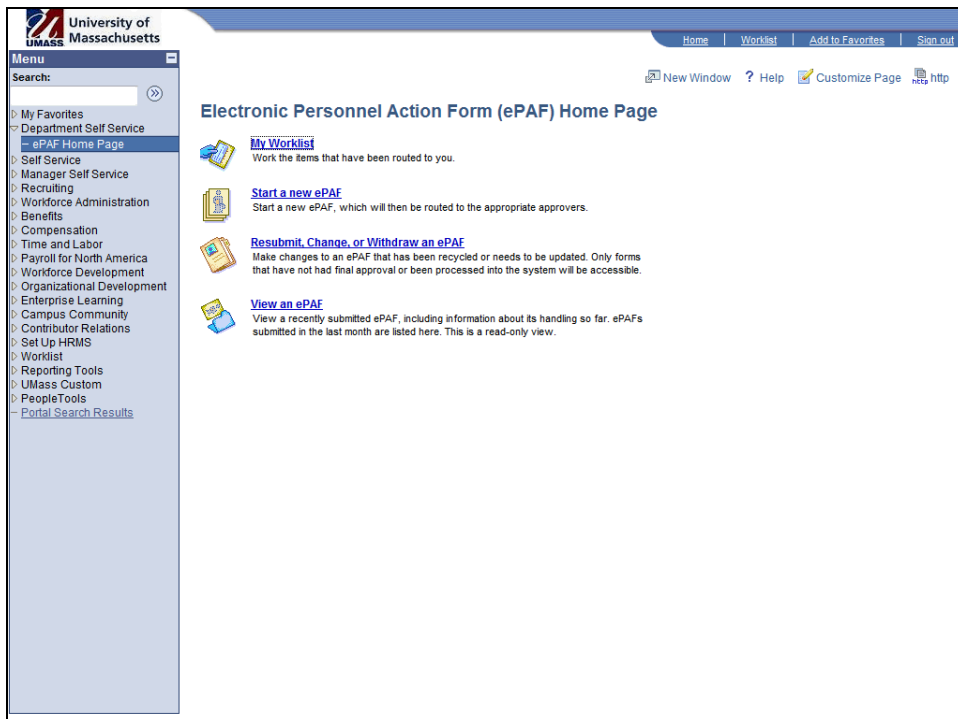 University of
UMASS Massachusetts
Home | Worklist | Add to Favorites | Sign out
Menu
Search:
New Window ? Help Customize Page http
My Favorites
Department Self Service
ePAF Home Page
Self Service
Manager Self Service
Recruiting
Workforce Administration
Benefits
Compensation
Time and Labor
Payroll for North America
Workforce Development
Organizational Development
Enterprise Learning
Campus Community
Contributor Relations
Set Up HRMS
Worklist
Reporting Tools
UMass Custom
PeopleTools
Portal Search Results
Electronic Personnel Action Form (ePAF) Home Page
My Worklist
Work the items that have been routed to you.
Start a new ePAF
Start a new ePAF, which will then be routed to the appropriate approvers.
Resubmit, Change, or Withdraw an ePAF
Make changes to an ePAF that has been recycled or needs to be updated. Only forms
that have not had final approval or been processed into the system will be accessible.
View an ePAF
View a recently submitted ePAF, including information about its handling so far. ePAFs
submitted in the last month are listed here. This is a read-only view.